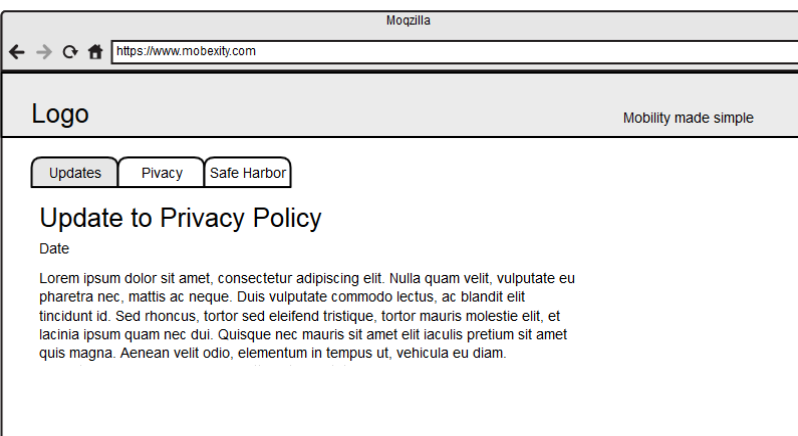 Moqzilla
https://www.mobexity.com
Logo
Mobility made simple
Updates Pivacy Safe Harbor
Update to Privacy Policy
Date
Lorem ipsum dolor sit amet, consectetur adipiscing elit. Nulla quam velit, vulputate eu
pharetra nec, mattis ac neque. Duis vulputate commodo lectus, ac blandit elit
tincidunt id. Sed rhoncus, tortor sed eleifend tristique, tortor mauris molestie elit, et
lacinia ipsum quam nec dui. Quisque nec mauris sit amet elit iaculis pretium sit amet
quis magna. Aenean velit odio, elementum in tempus ut, vehicula eu diam.